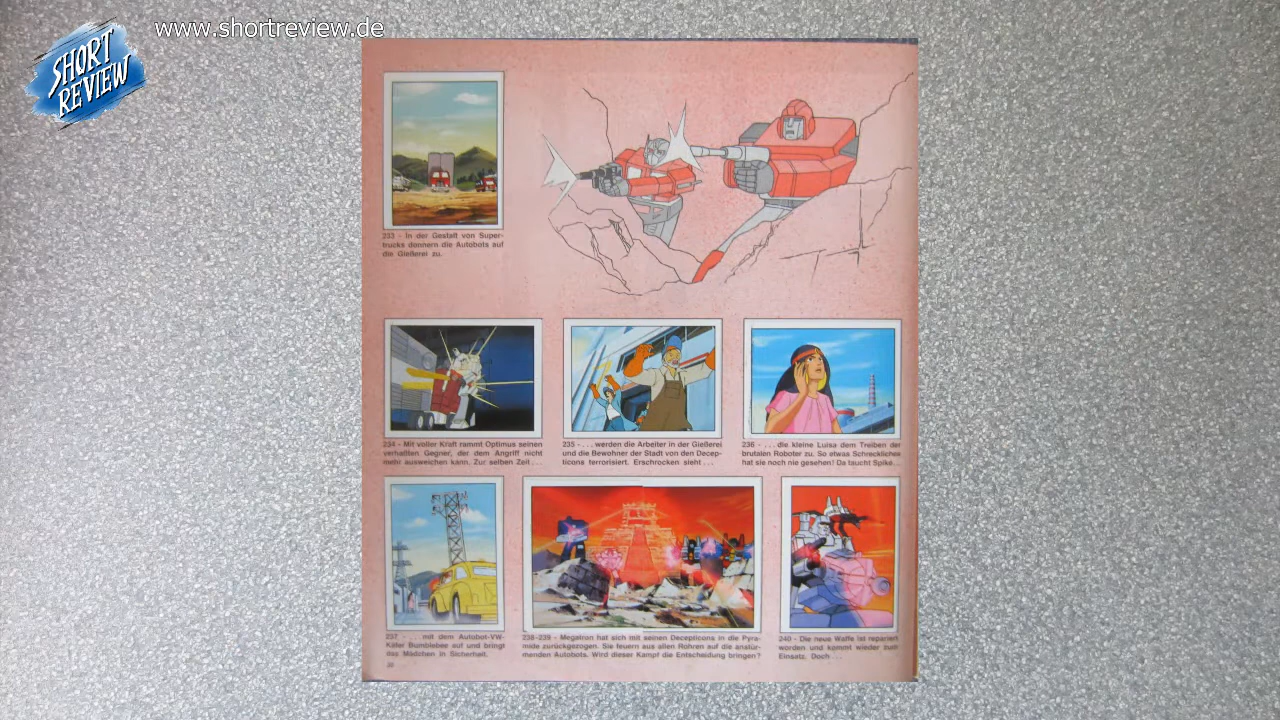 www.shortreview.de
SHORT
REVIEW
233 - In der Gestalt von Super-
trucks donnern die Autobots auf
die Gießerei zu.
234 - Mit voller Kraft rammt Optimus seinen
verhaßten Gegner, der dem Angriff nicht
mehr ausweichen kann. Zur selben Zeit . . .
235 - . . . werden die Arbeiter in der Gießerei
und die Bewohner der Stadt von den Decep-
ticons terrorisiert. Erschrocken sieht . . .
236 - . . . die kleine Luisa dem Treiben der
brutalen Roboter zu. So etwas Schreckliches
hat sie noch nie gesehen! Da taucht Spike . . .
237 - . . . mit dem Autobot-VW-
Käfer Bumblebee auf und bringt
das Mädchen in Sicherheit.
238-239 - Megatron hat sich mit seinen Decepticons in die Pyra-
mide zurückgezogen. Sie feuern aus allen Rohren auf die anstür-
menden Autobots. Wird dieser Kampf die Entscheidung bringen?
240 - Die neue Waffe ist repariert
worden und kommt wieder zum
Einsatz. Doch . . .